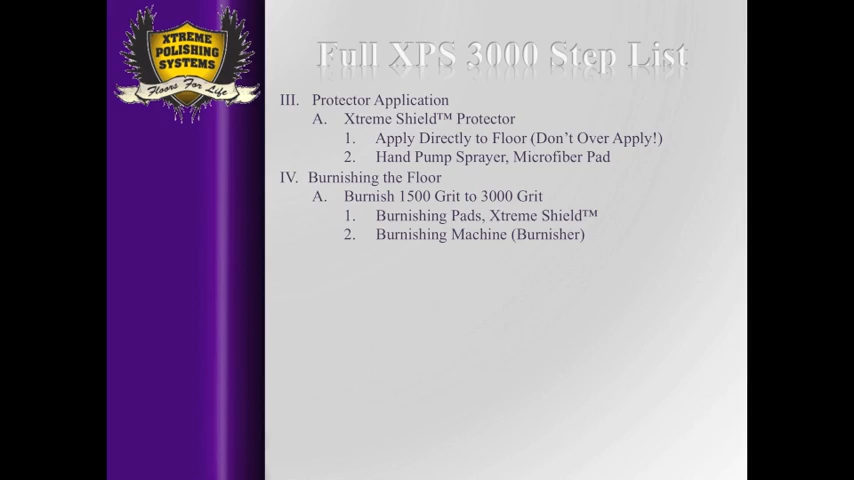 XTREME
POLISHING
SYSTEMS
Floors For Life
Full XPS 3000 Step List
III. Protector Application
A. Xtreme Shield™ Protector
1. Apply Directly to Floor (Don't Over Apply!)
2. Hand Pump Sprayer, Microfiber Pad
IV. Burnishing the Floor
A. Burnish 1500 Grit to 3000 Grit
1. Burnishing Pads, Xtreme Shield™
2. Burnishing Machine (Burnisher)